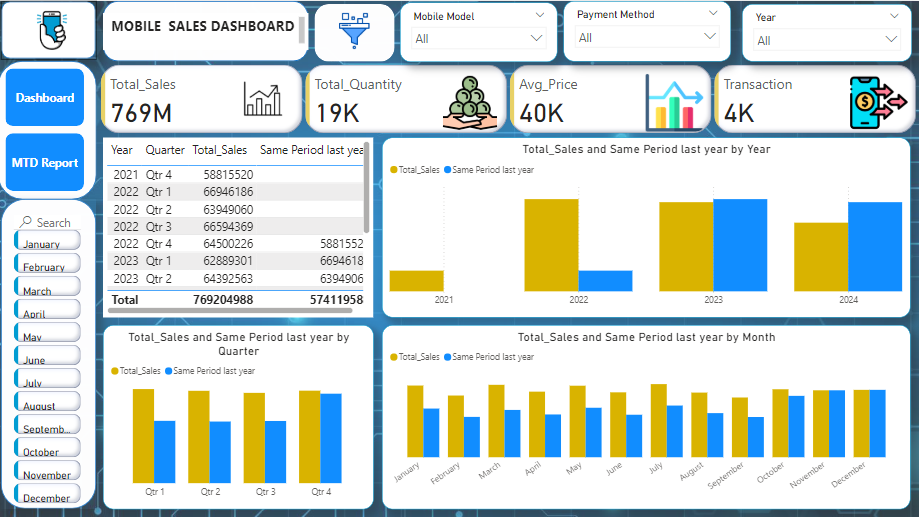 MOBILE SALES DASHBOARD
Mobile Model
All
Payment Method
All
Year
All
Dashboard
MTD Report
Total_Sales
769M
Total_Quantity
19K
Avg_Price
40K
Transaction
4K
Search
January
February
March
April
May
June
July
August
Septemb...
October
November
December
Year Quarter Total_Sales Same Period last yea
2021 Qtr 4 58815520
2022 Qtr 1 66946186
2022 Qtr 2 63949060
2022 Qtr 3 66594369
2022 Qtr 4 64500226 5881552
2023 Qtr 1 62889301 6694618
2023 Qtr 2 64392563 6394906
Total 769204988 57411958
Total_Sales and Same Period last year by Year
Total_Sales Same Period last year
2021 2022 2023 2024
Total_Sales and Same Period last year by
Quarter
Total_Sales Same Period last year
Qtr 1 Qtr 2 Qtr 3 Qtr 4
Total_Sales and Same Period last year by Month
Total_Sales Same Period last year
January February March April May June July August September October November December